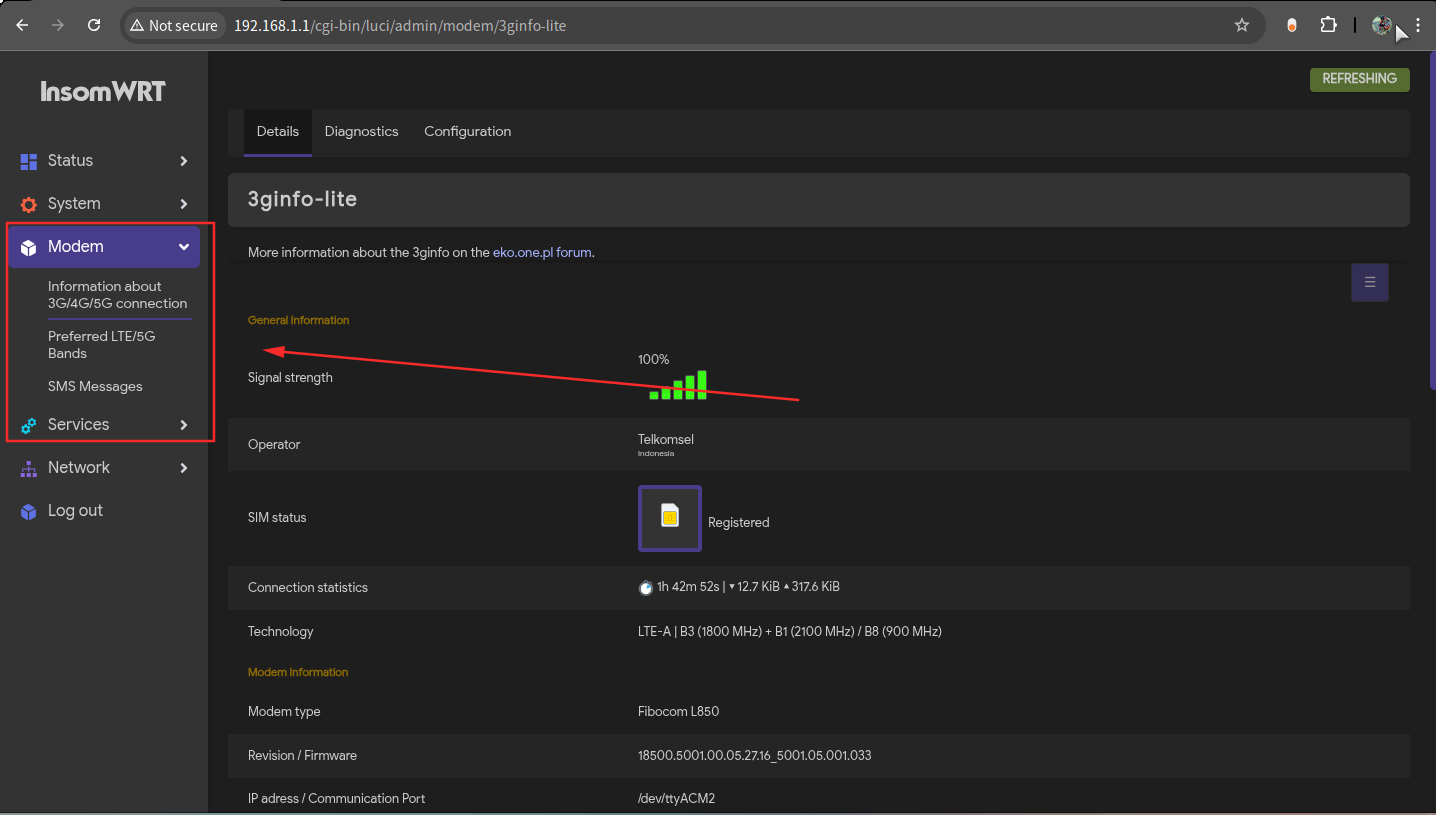 Not secure
192.168.1.1/cgi-bin/luci/admin/modem/3ginfo-lite
InsomWRT
Status
System
Modem
Information about
3G/4G/5G connection
Preferred LTE/5G
Bands
SMS Messages
Services
Network
Log out
REFRESHING
Details Diagnostics Configuration
3ginfo-lite
More information about the 3ginfo on the eko.one.pl forum.
General Information
Signal strength 100%
Operator Telkomsel
Indonesia
SIM status Registered
Connection statistics 1h 42m 52s | ▾ 12.7 KiB ▴ 317.6 KiB
Technology LTE-A | B3 (1800 MHz) + B1 (2100 MHz) / B8 (900 MHz)
Modem Information
Modem type Fibocom L850
Revision / Firmware 18500.5001.00.05.27.16_5001.05.001.033
IP adress / Communication Port /dev/ttyACM2